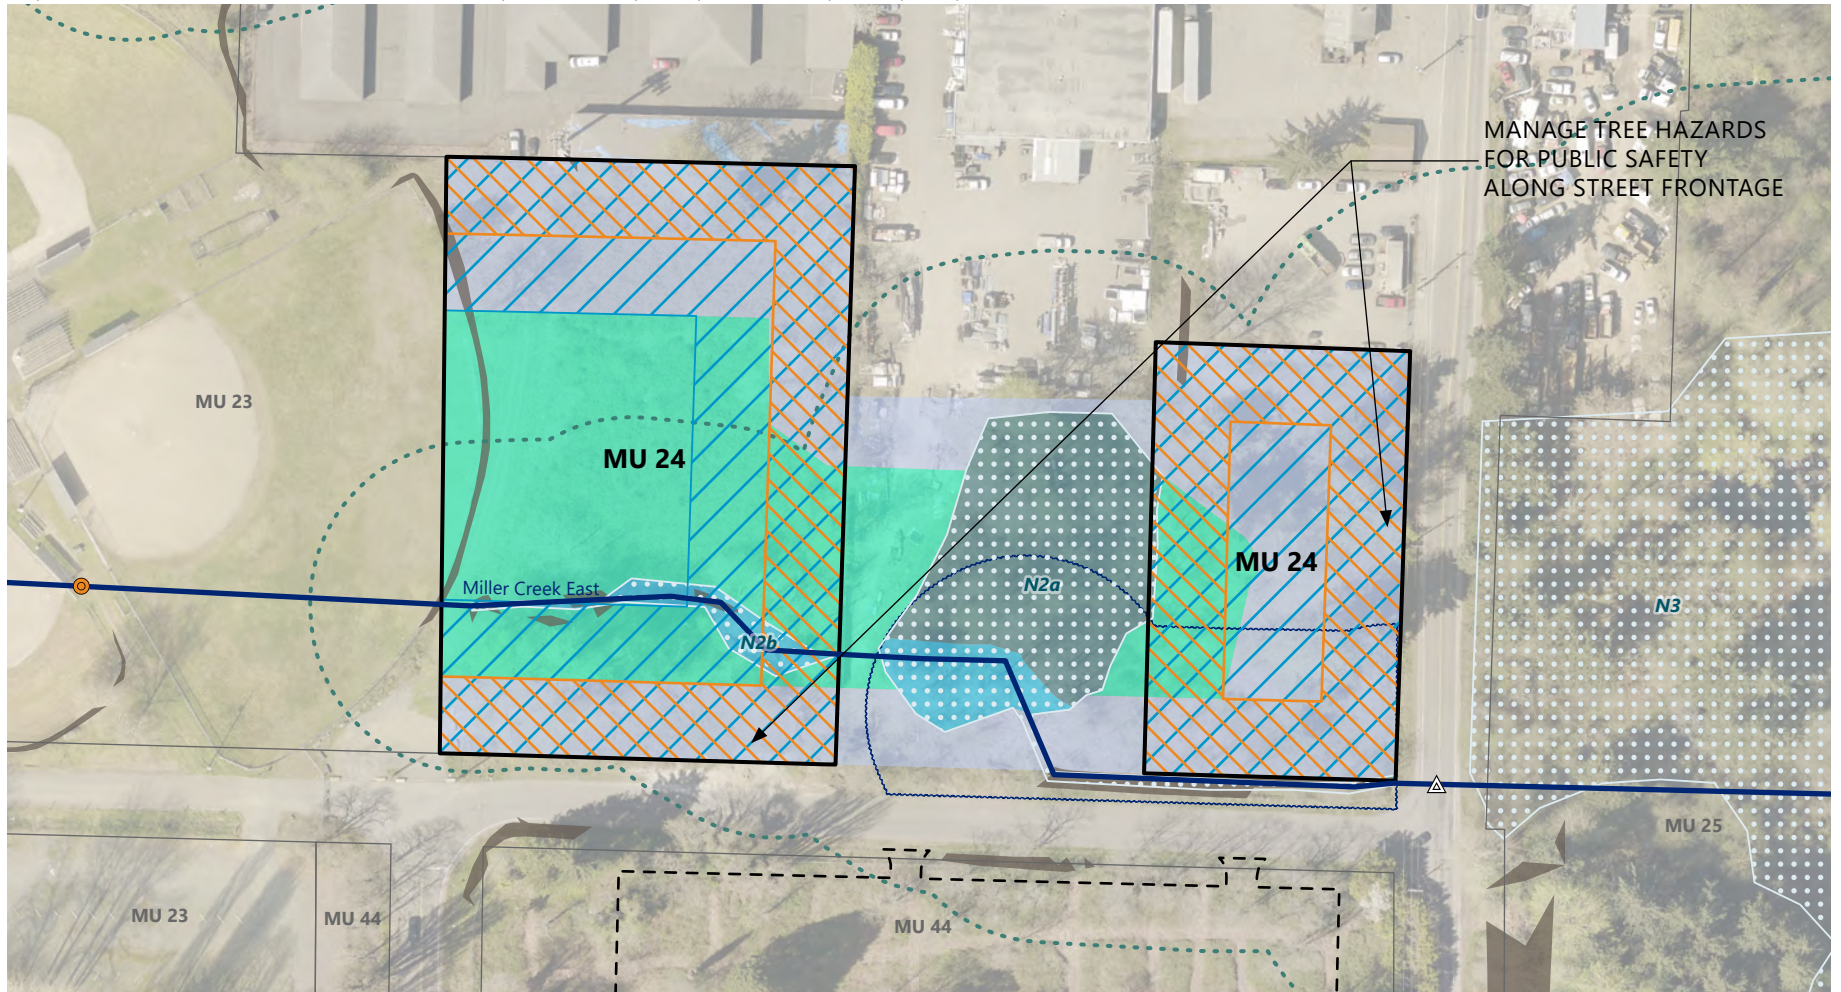 MANAGE TREE HAZARDS
FOR PUBLIC SAFETY
ALONG STREET FRONTAGE
MU 23
MU 24
MU 24
Miller Creek East
N2a
N2b
N3
MU 25
MU 23
MU 44
MU 44